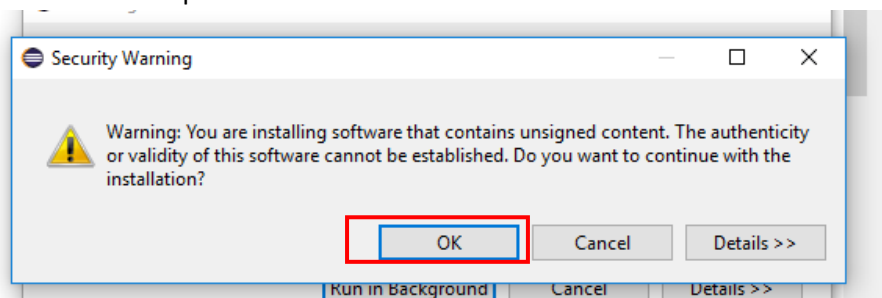 Security Warning
Warning: You are installing software that contains unsigned content. The authenticity
or validity of this software cannot be established. Do you want to continue with the
installation?
OK Cancel Details >>
Run in Background Cancel Details >>